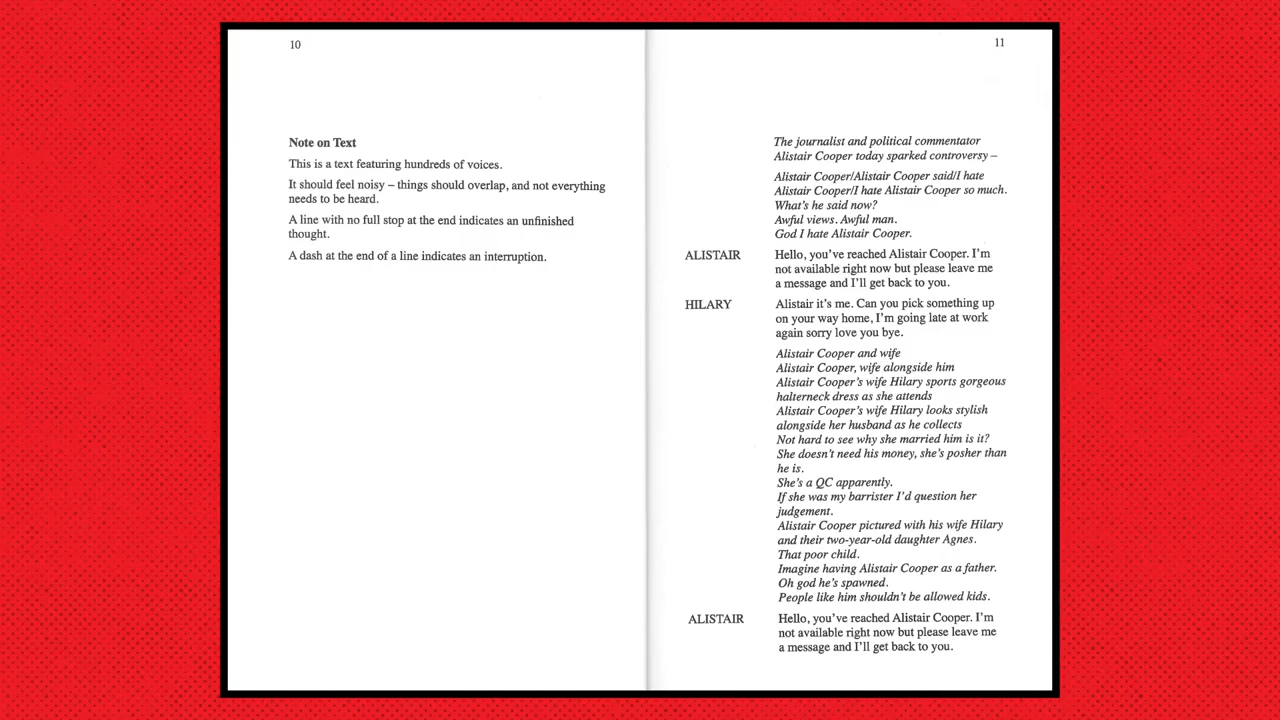 10
Note on Text
This is a text featuring hundreds of voices.
It should feel noisy – things should overlap, and not everything
needs to be heard.
A line with no full stop at the end indicates an unfinished
thought.
A dash at the end of a line indicates an interruption.
11
The journalist and political commentator
Alistair Cooper today sparked controversy –
Alistair Cooper/Alistair Cooper said/I hate
Alistair Cooper/I hate Alistair Cooper so much.
What's he said now?
Awful views. Awful man.
God I hate Alistair Cooper.
ALISTAIR Hello, you've reached Alistair Cooper. I'm
not available right now but please leave me
a message and I'll get back to you.
HILARY Alistair it's me. Can you pick something up
on your way home, I'm going late at work
again sorry love you bye.
Alistair Cooper and wife
Alistair Cooper, wife alongside him
Alistair Cooper's wife Hilary sports gorgeous
halterneck dress as she attends
Alistair Cooper's wife Hilary looks stylish
alongside her husband as he collects
Not hard to see why she married him is it?
She doesn't need his money, she's posher than
he is.
She's a QC apparently.
If she was my barrister I'd question her
judgement.
Alistair Cooper pictured with his wife Hilary
and their two-year-old daughter Agnes.
That poor child.
Imagine having Alistair Cooper as a father.
Oh god he's spawned.
People like him shouldn't be allowed kids.
ALISTAIR Hello, you've reached Alistair Cooper. I'm
not available right now but please leave me
a message and I'll get back to you.